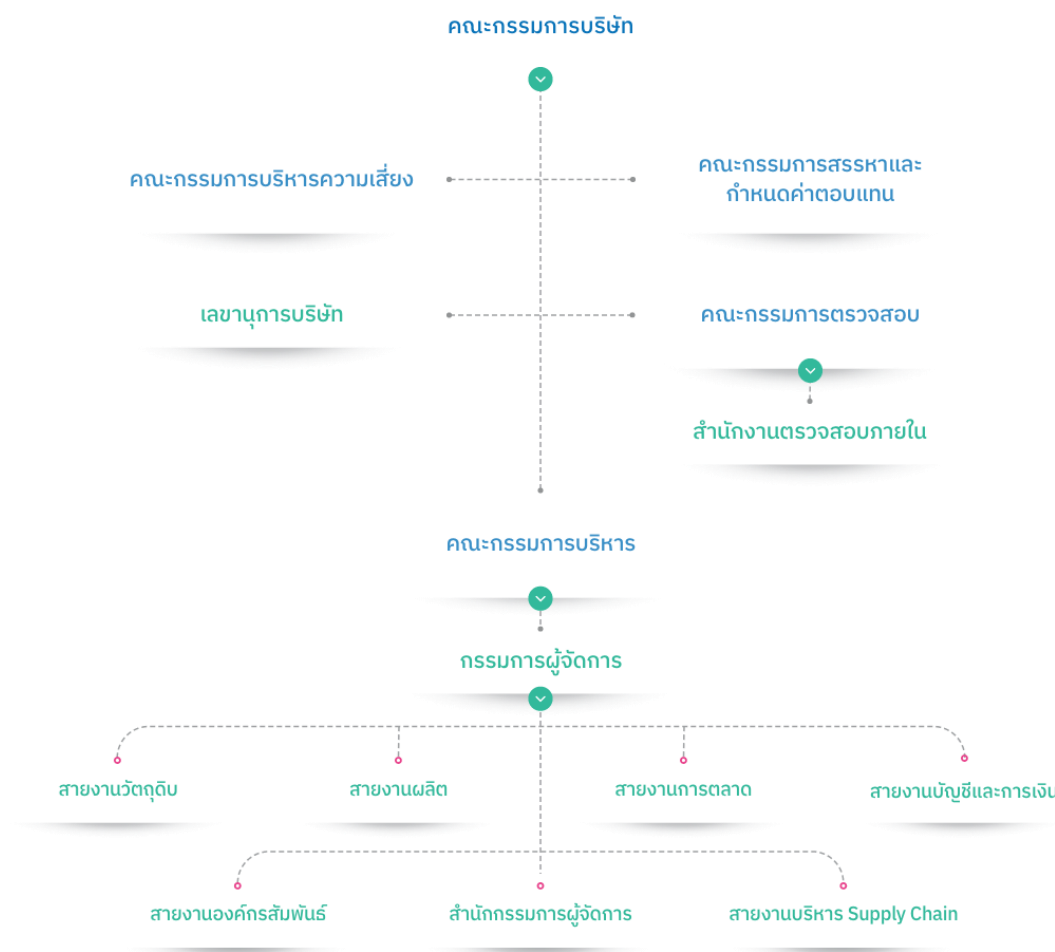 คณะกรรมการบริษัท
คณะกรรมการบริหารความเสี่ยง
คณะกรรมการสรรหาและ
กำหนดค่าตอบแทน
เลขานุการบริษัท
คณะกรรมการตรวจสอบ
สำนักงานตรวจสอบภายใน
คณะกรรมการบริหาร
กรรมการผู้จัดการ
สายงานวัตถุดิบ
สายงานผลิต
สายงานการตลาด
สายงานบัญชีและการเงิน
สายงานองค์กรสัมพันธ์
สำนักกรรมการผู้จัดการ
สายงานบริหาร Supply Chain